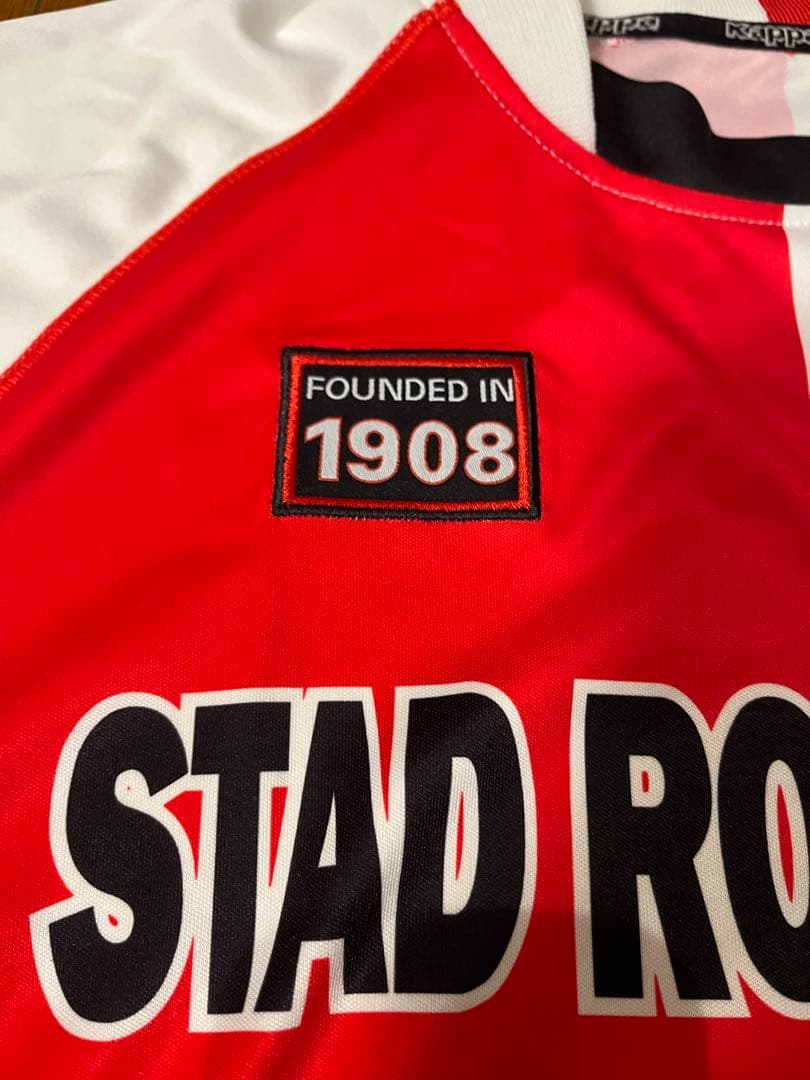 Kappa
FOUNDED IN
1908
STAD RO